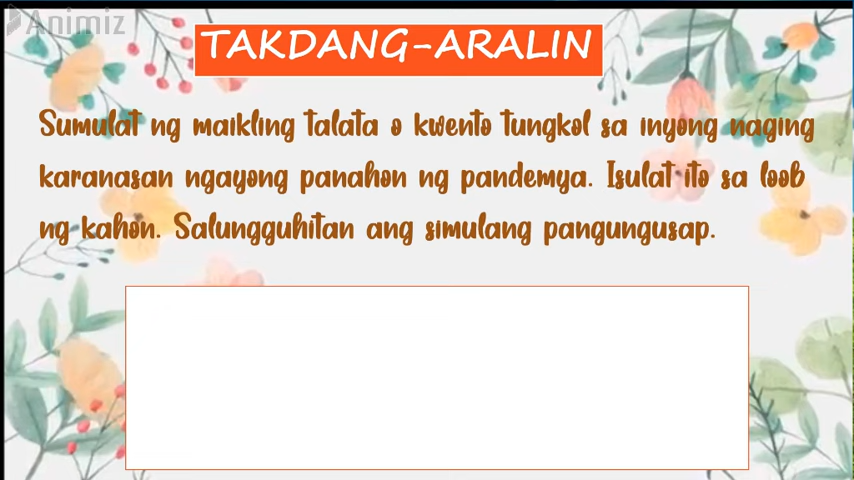 Animiz
TAKDANG-ARALIN
Sumulat ng maikling talata o kwento tungkol sa inyong naging
karanasan ngayong panahon ng pandemya. Isulat ito sa loob
ng kahon. Salungguhitan ang simulang pangungusap.